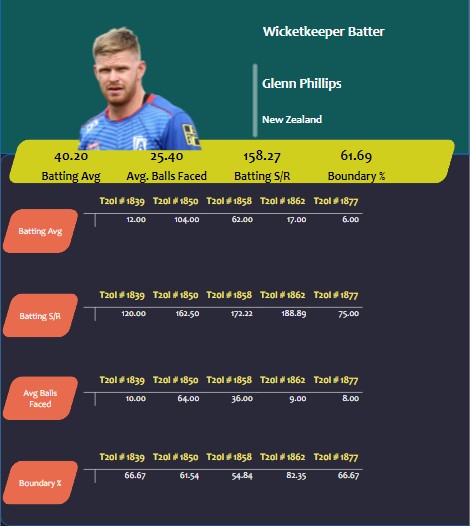 Wicketkeeper Batter
Glenn Phillips
New Zealand
40.20 25.40 158.27 61.69
Batting Avg Avg. Balls Faced Batting S/R Boundary %
T20I # 1839 T20I # 1850 T20I # 1858 T20I # 1862 T20I # 1877
Batting Avg
12.00 104.00 62.00 17.00 6.00
T20I # 1839 T20I # 1850 T20I # 1858 T20I # 1862 T20I # 1877
Batting S/R
120.00 162.50 172.22 188.89 75.00
T20I # 1839 T20I # 1850 T20I # 1858 T20I # 1862 T20I # 1877
Avg Balls
Faced
10.00 64.00 36.00 9.00 8.00
T20I # 1839 T20I # 1850 T20I # 1858 T20I # 1862 T20I # 1877
Boundary %
66.67 61.54 54.84 82.35 66.67